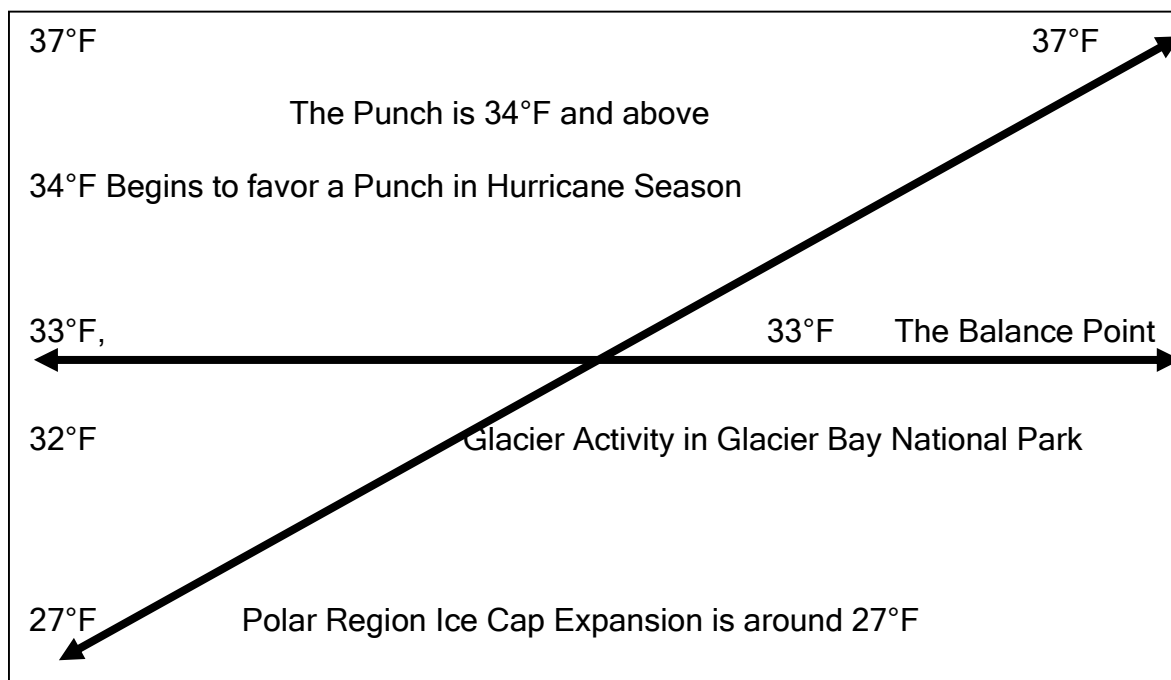 37°F 37°F
The Punch is 34°F and above
34°F Begins to favor a Punch in Hurricane Season
33°F, 33°F The Balance Point
32°F Glacier Activity in Glacier Bay National Park
27°F Polar Region Ice Cap Expansion is around 27°F